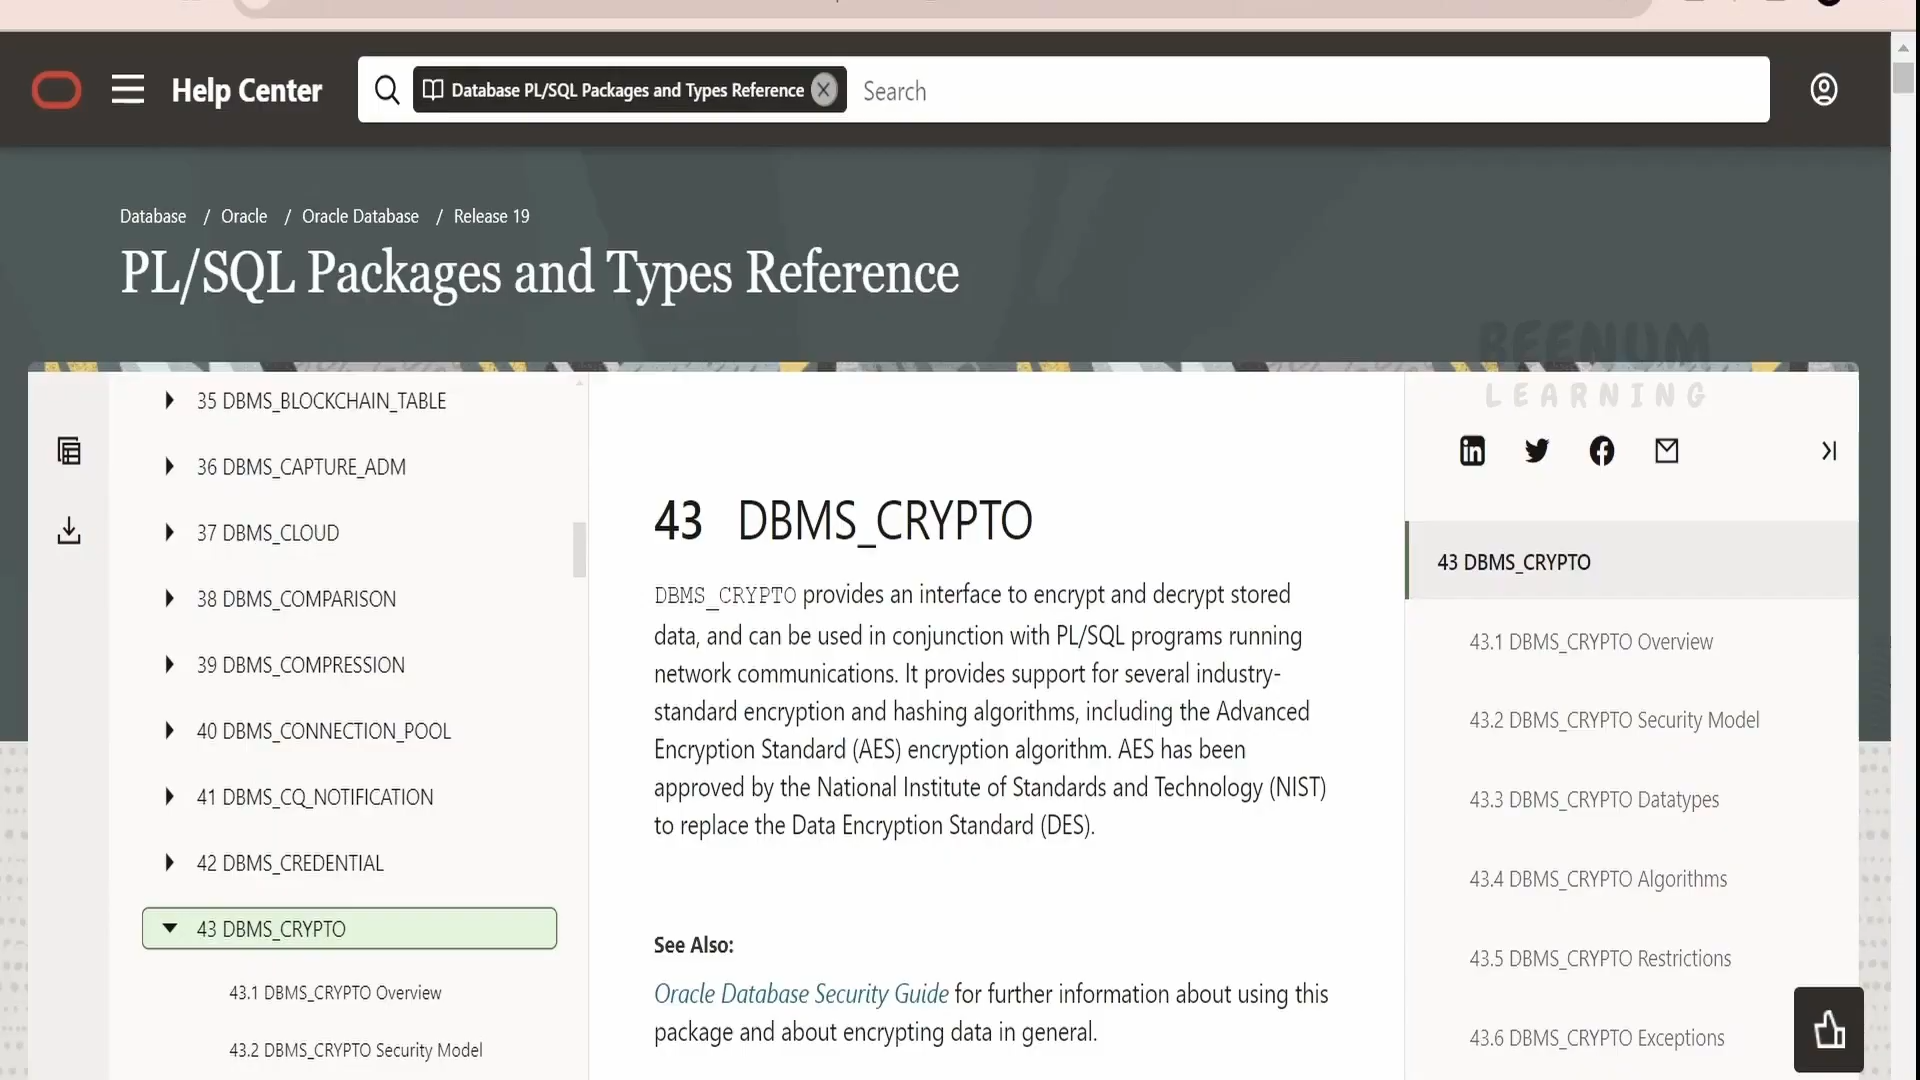 Help Center
Database PL/SQL Packages and Types Reference
Search
Database / Oracle / Oracle Database / Release 19
PL/SQL Packages and Types Reference
BEENUM
LEARNING
35 DBMS_BLOCKCHAIN_TABLE
36 DBMS_CAPTURE_ADM
37 DBMS_CLOUD
38 DBMS_COMPARISON
39 DBMS_COMPRESSION
40 DBMS_CONNECTION_POOL
41 DBMS_CQ_NOTIFICATION
42 DBMS_CREDENTIAL
43 DBMS_CRYPTO
43.1 DBMS_CRYPTO Overview
43.2 DBMS_CRYPTO Security Model
43 DBMS_CRYPTO
DBMS_CRYPTO provides an interface to encrypt and decrypt stored
data, and can be used in conjunction with PL/SQL programs running
network communications. It provides support for several industry-
standard encryption and hashing algorithms, including the Advanced
Encryption Standard (AES) encryption algorithm. AES has been
approved by the National Institute of Standards and Technology (NIST)
to replace the Data Encryption Standard (DES).
See Also:
Oracle Database Security Guide for further information about using this
package and about encrypting data in general.
43 DBMS_CRYPTO
43.1 DBMS_CRYPTO Overview
43.2 DBMS_CRYPTO Security Model
43.3 DBMS_CRYPTO Datatypes
43.4 DBMS_CRYPTO Algorithms
43.5 DBMS_CRYPTO Restrictions
43.6 DBMS_CRYPTO Exceptions